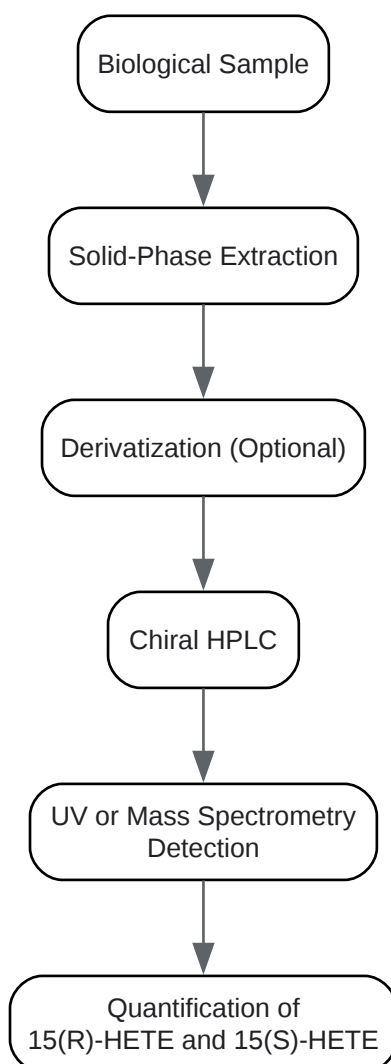 Biological Sample
Solid-Phase Extraction
Derivatization (Optional)
Chiral HPLC
UV or Mass Spectrometry
Detection
Quantification of
15(R)-HETE and 15(S)-HETE